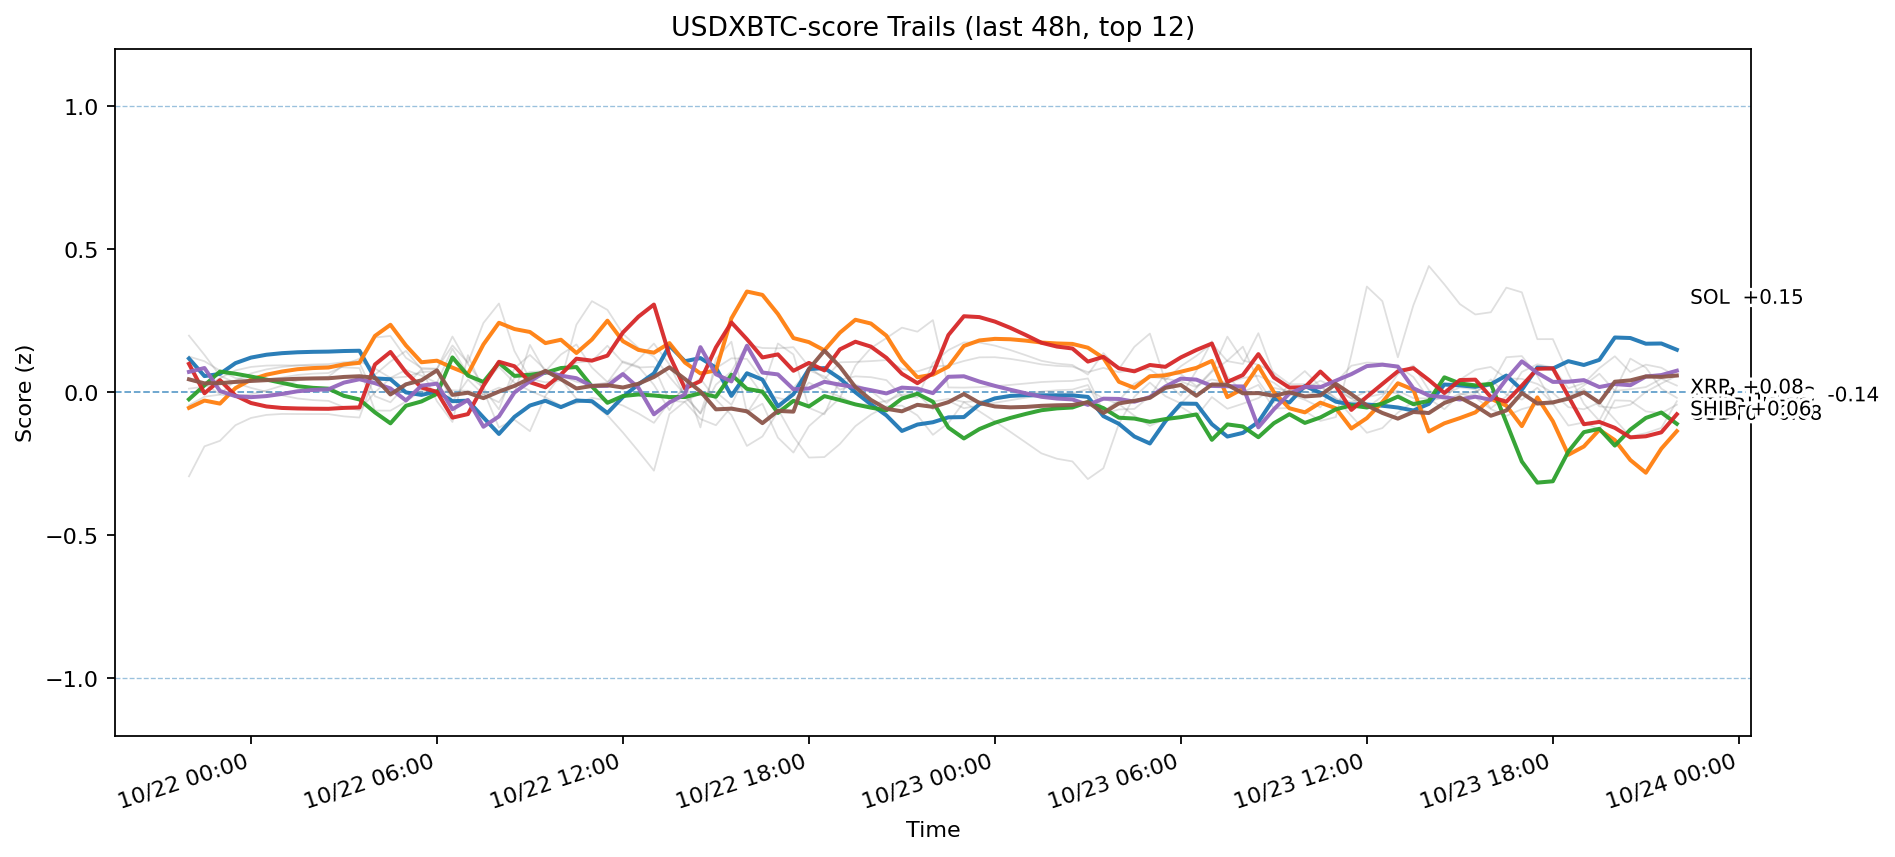 USDXBTC-score Trails (last 48h, top 12)
1.0
0.5
0.0
−0.5
−1.0
Score (z)
SOL +0.15
XRP +0.08
-0.14
SHIB +0.06
10/22 00:00
10/22 06:00
10/22 12:00
10/22 18:00
10/23 00:00
10/23 06:00
10/23 12:00
10/23 18:00
10/24 00:00
Time